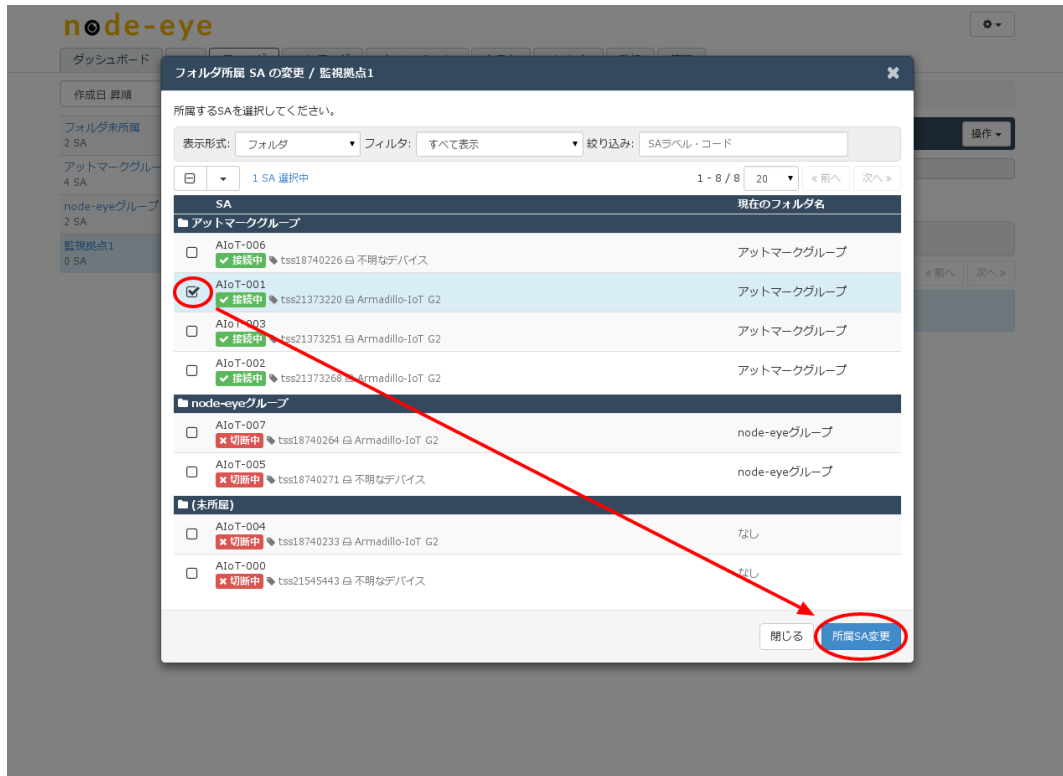 node-eye
ダッシュボード
フォルダ所属 SA の変更 / 監視拠点1
作成日 昇順
所属するSAを選択してください。
フォルダ未所属
2 SA
表示形式: フォルダ フィルタ: すべて表示 絞り込み: SAラベル・コード
操作
アットマークグルー
4 SA
1 SA 選択中 1 - 8 / 8 20 «前へ 次へ»
node-eyeグループ
2 SA
SA 現在のフォルダ名
アットマークグループ
監視拠点1
0 SA
AIoT-006
接続中 tss18740226 不明なデバイス アットマークグループ
«前へ 次へ»
AIoT-001
接続中 tss21373220 Armadillo-IoT G2 アットマークグループ
AIoT-003
接続中 tss21373251 Armadillo-IoT G2 アットマークグループ
AIoT-002
接続中 tss21373268 Armadillo-IoT G2 アットマークグループ
node-eyeグループ
AIoT-007
切断中 tss18740264 Armadillo-IoT G2 node-eyeグループ
AIoT-005
切断中 tss18740271 不明なデバイス node-eyeグループ
(未所属)
AIoT-004
切断中 tss18740233 Armadillo-IoT G2 なし
AIoT-000
切断中 tss21545443 不明なデバイス なし
閉じる 所属SA変更